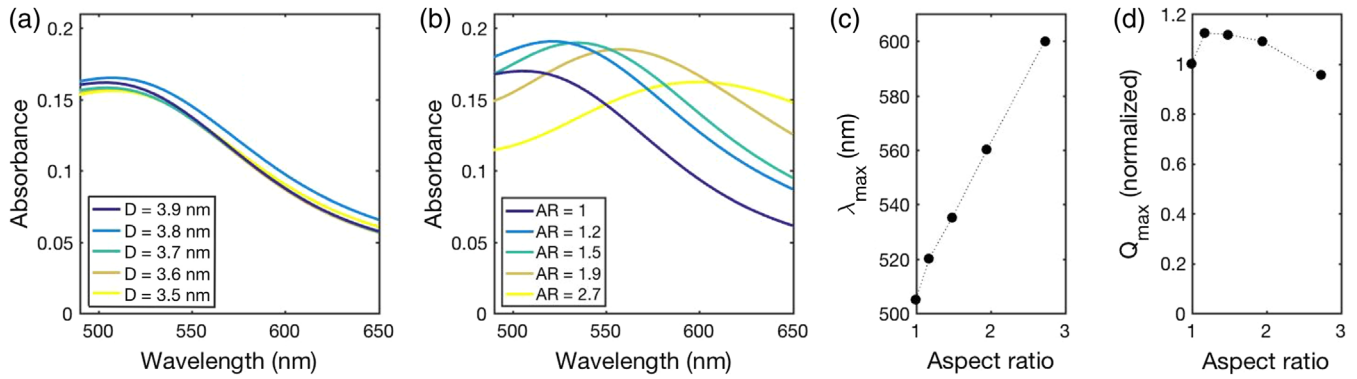 (a)
Absorbance
0.2
0.15
0.1
0.05
0
D = 3.9 nm
D = 3.8 nm
D = 3.7 nm
D = 3.6 nm
D = 3.5 nm
500 550 600 650
Wavelength (nm)
(b)
Absorbance
0.2
0.15
0.1
0.05
0
AR = 1
AR = 1.2
AR = 1.5
AR = 1.9
AR = 2.7
500 550 600 650
Wavelength (nm)
(c)
λmax (nm)
600
580
560
540
520
500
1 2 3
Aspect ratio
(d)
Qmax (normalized)
1.2
1
0.8
0.6
0.4
0.2
0
1 2 3
Aspect ratio